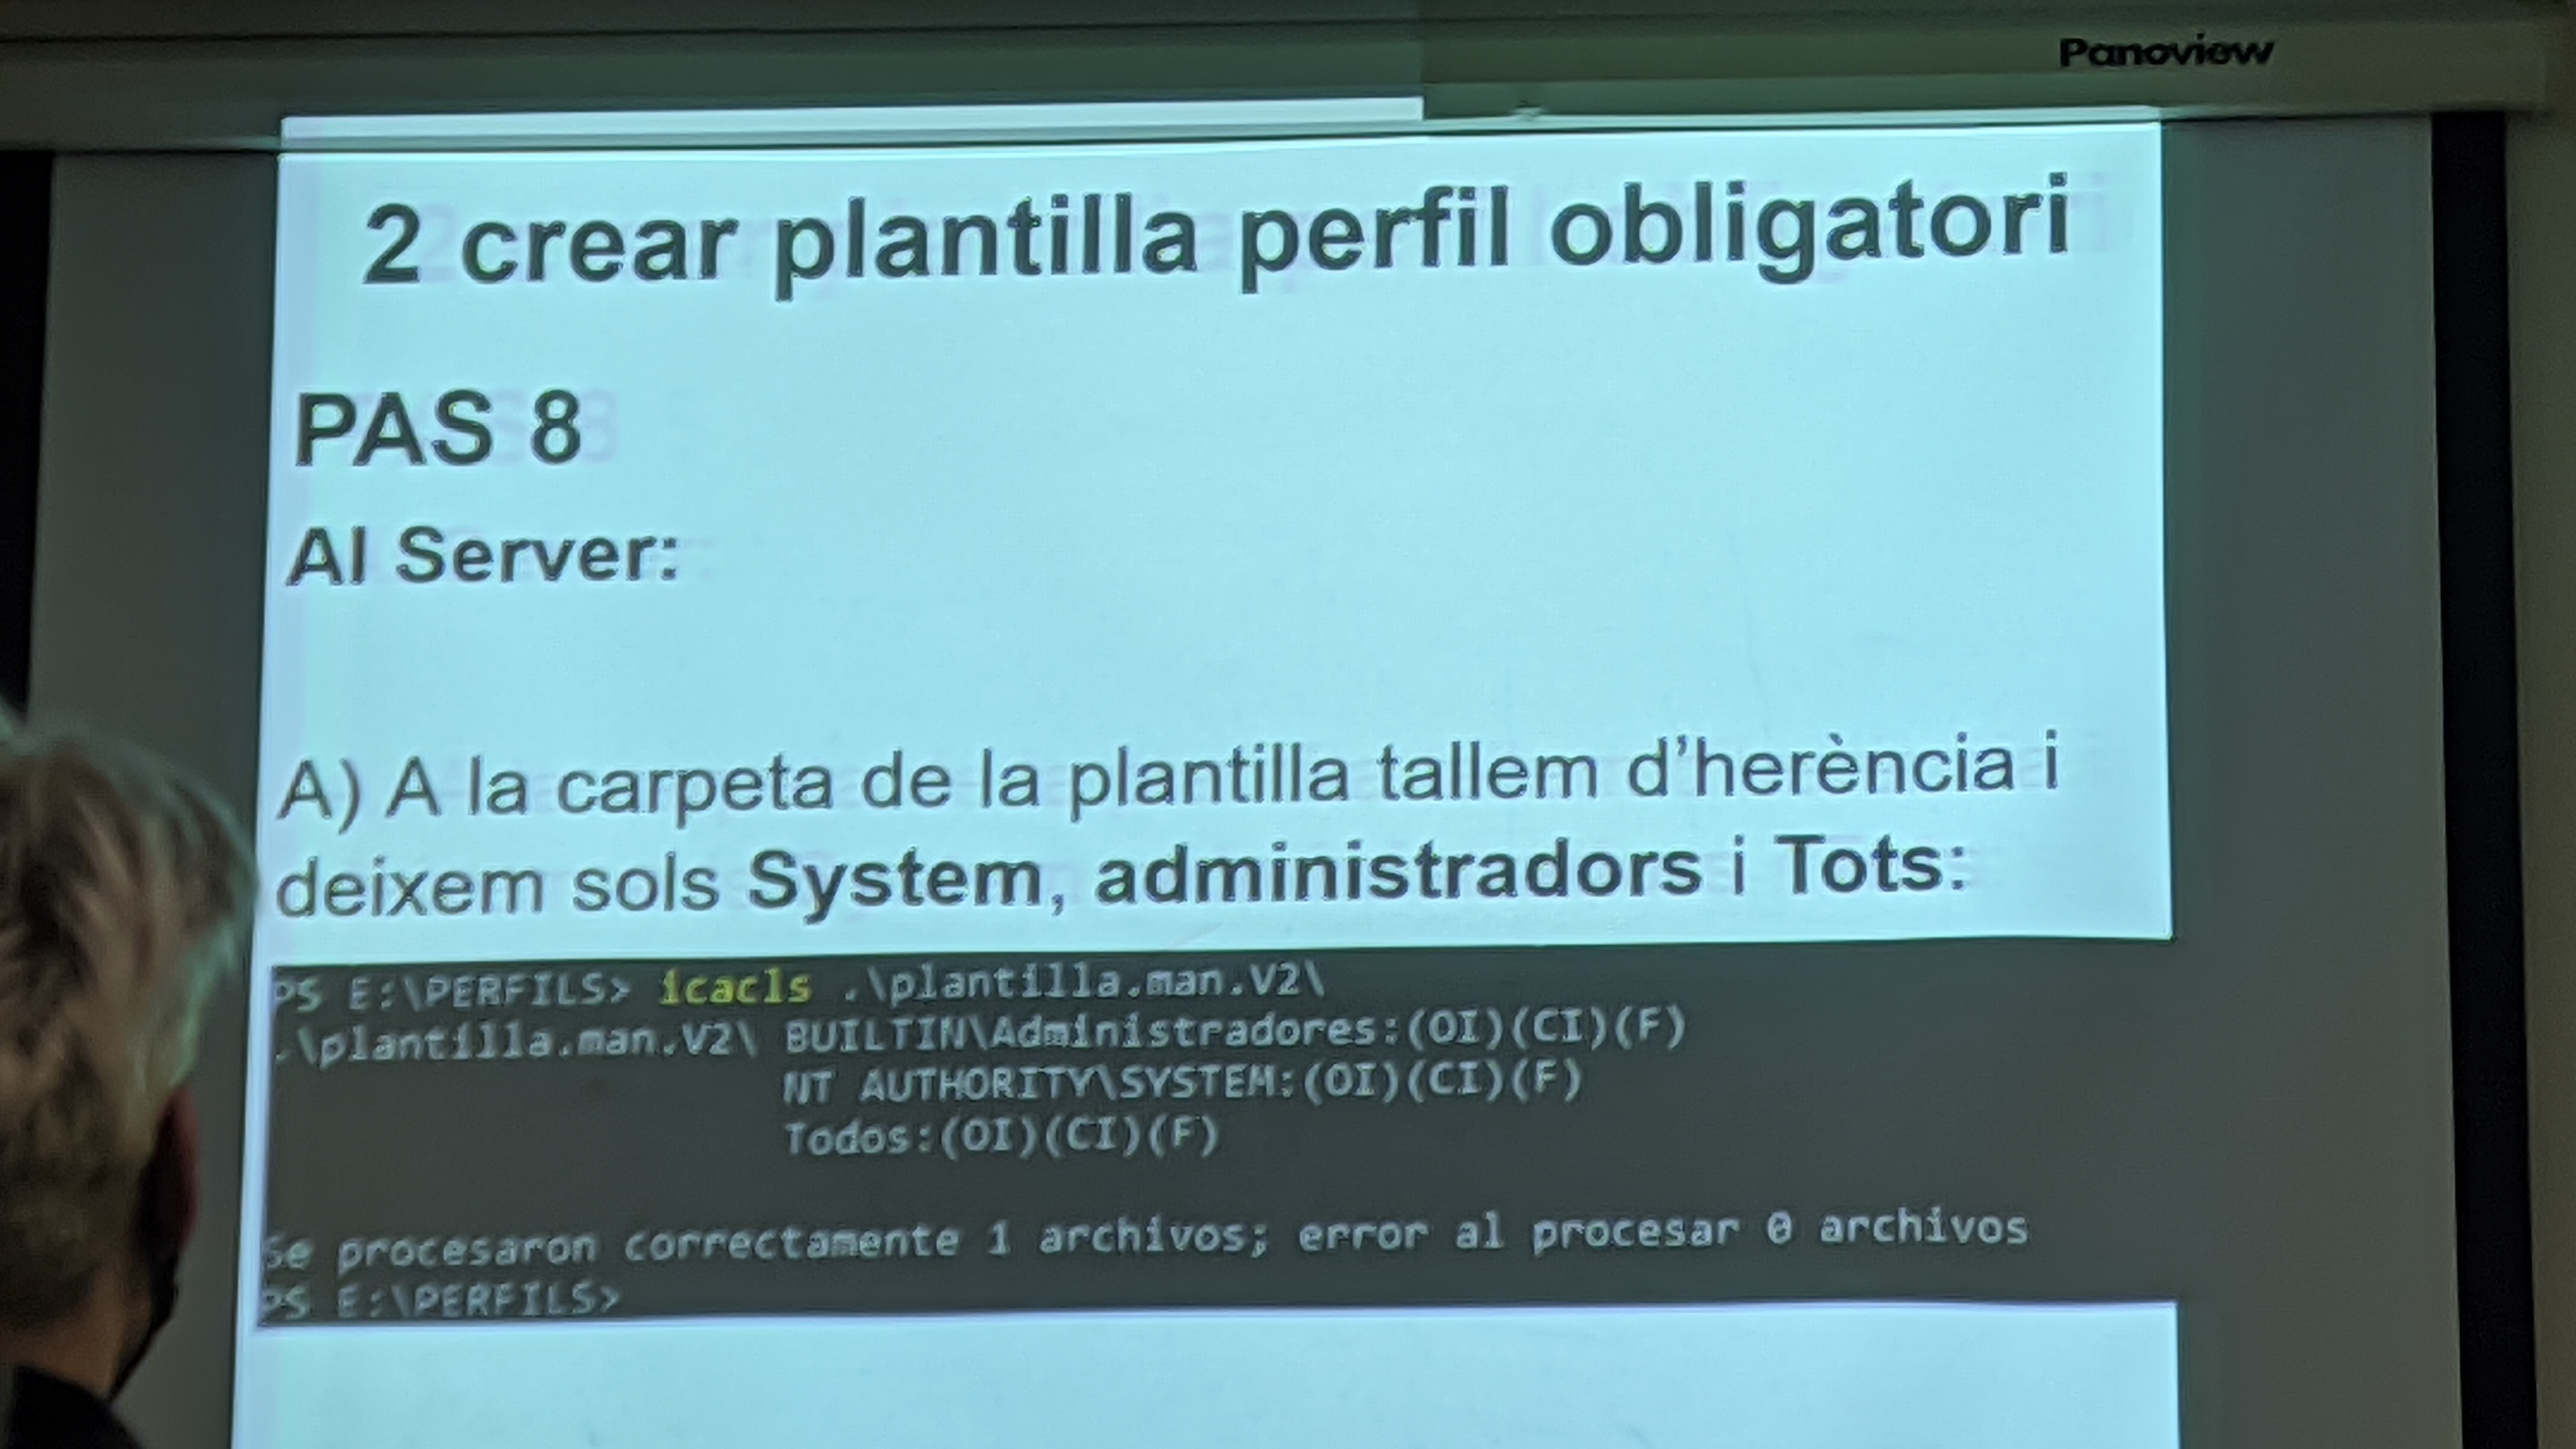 Panoview
2 crear plantilla perfil obligatori
PAS 8
Al Server:
A) A la carpeta de la plantilla tallem d’herència i
deixem sols System, administradors i Tots:
PS E:\PERFILS> icacls .\plantilla.man.V2\
.\plantilla.man.V2\ BUILTIN\Administradores:(OI)(CI)(F)
NT AUTHORITY\SYSTEM:(OI)(CI)(F)
Todos:(OI)(CI)(F)
Se procesaron correctamente 1 archivos; error al procesar 0 archivos
PS E:\PERFILS>